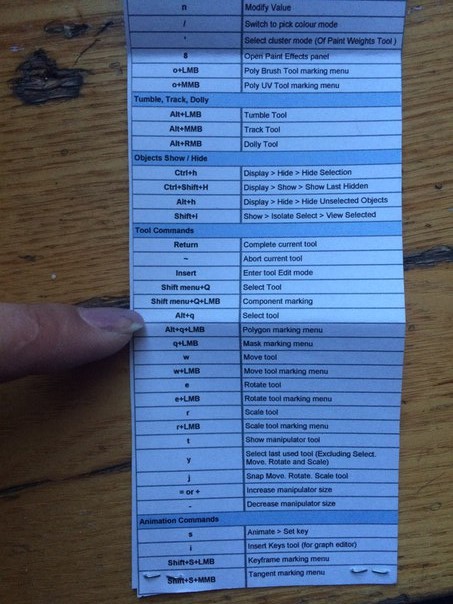 n Modify Value
/ Switch to pick colour mode
' Select cluster mode (Of Paint Weights Tool )
8 Open Paint Effects panel
o+LMB Poly Brush Tool marking menu
o+MMB Poly UV Tool marking menu
Tumble, Track, Dolly
Alt+LMB Tumble Tool
Alt+MMB Track Tool
Alt+RMB Dolly Tool
Objects Show / Hide
Ctrl+h Display > Hide > Hide Selection
Ctrl+Shift+H Display > Show > Show Last Hidden
Alt+h Display > Hide > Hide Unselected Objects
Shift+I Show > Isolate Select > View Selected
Tool Commands
Return Complete current tool
~ Abort current tool
Insert Enter tool Edit mode
Shift menu+Q Select Tool
Shift menu+Q+LMB Component marking
Alt+q Select tool
Alt+q+LMB Polygon marking menu
q+LMB Mask marking menu
w Move tool
w+LMB Move tool marking menu
e Rotate tool
e+LMB Rotate tool marking menu
r Scale tool
r+LMB Scale tool marking menu
t Show manipulator tool
y Select last used tool (Excluding Select.
Move. Rotate and Scale)
j Snap Move. Rotate. Scale tool
= or + Increase manipulator size
- Decrease manipulator size
Animation Commands
s Animate > Set key
i Insert Keys tool (for graph editor)
Shift+S+LMB Keyframe marking menu
Shift+S+MMB Tangent marking menu